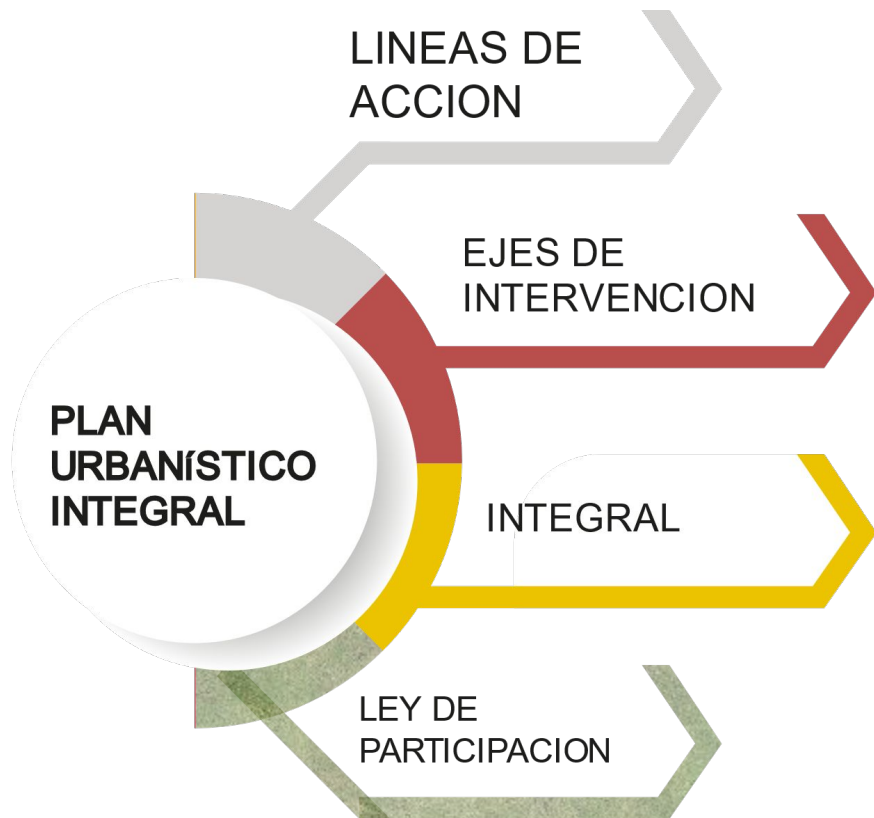 LINEAS DE
ACCION
EJES DE
INTERVENCION
PLAN
URBANíSTICO
INTEGRAL
INTEGRAL
LEY DE
PARTICIPACION